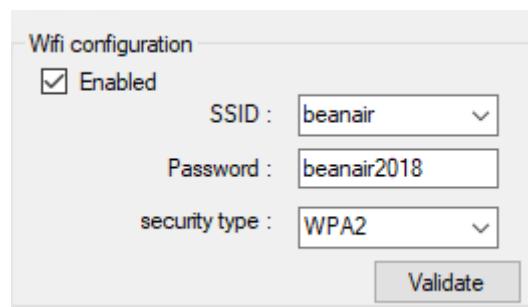 Wifi configuration
Enabled
SSID : beanair
Password : beanair2018
security type : WPA2
Validate